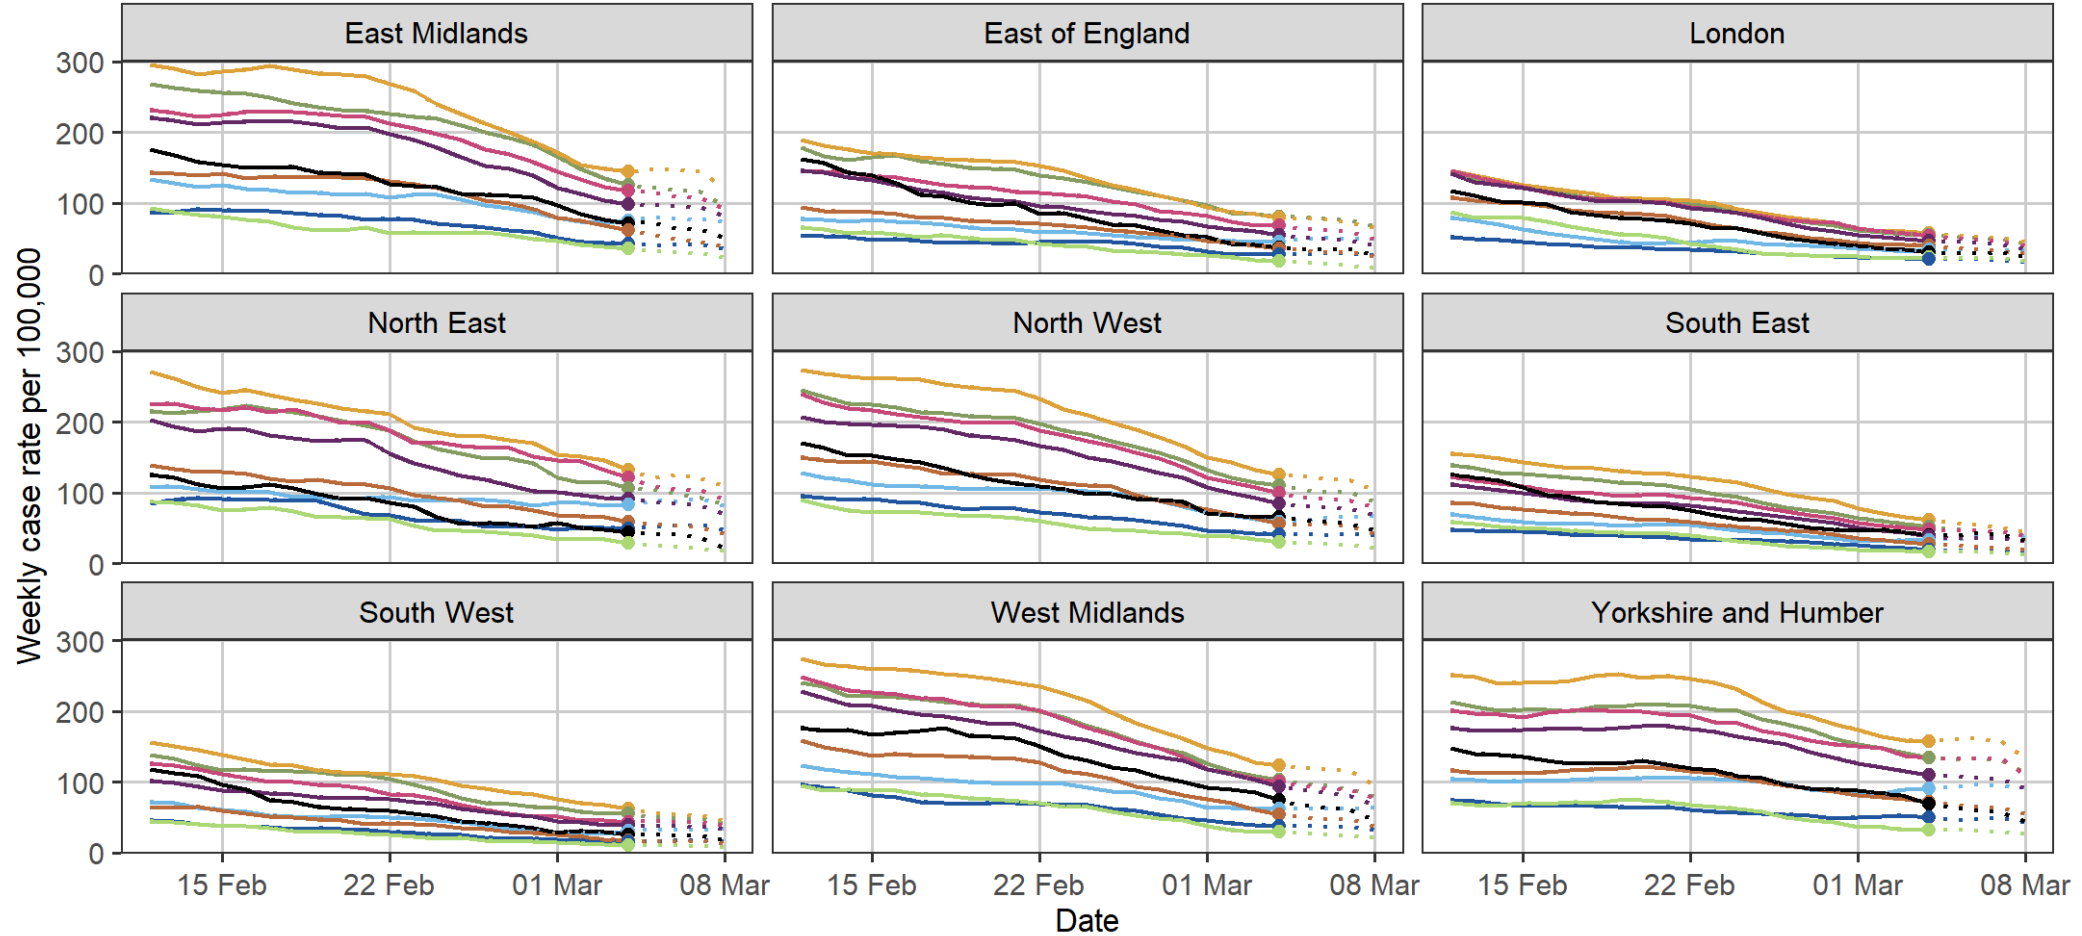 East Midlands
East of England
London
300
200
100
0
North East
North West
South East
300
200
100
0
South West
West Midlands
Yorkshire and Humber
300
200
100
0
15 Feb 22 Feb 01 Mar 08 Mar
15 Feb 22 Feb 01 Mar 08 Mar
15 Feb 22 Feb 01 Mar 08 Mar
Date
Weekly case rate per 100,000